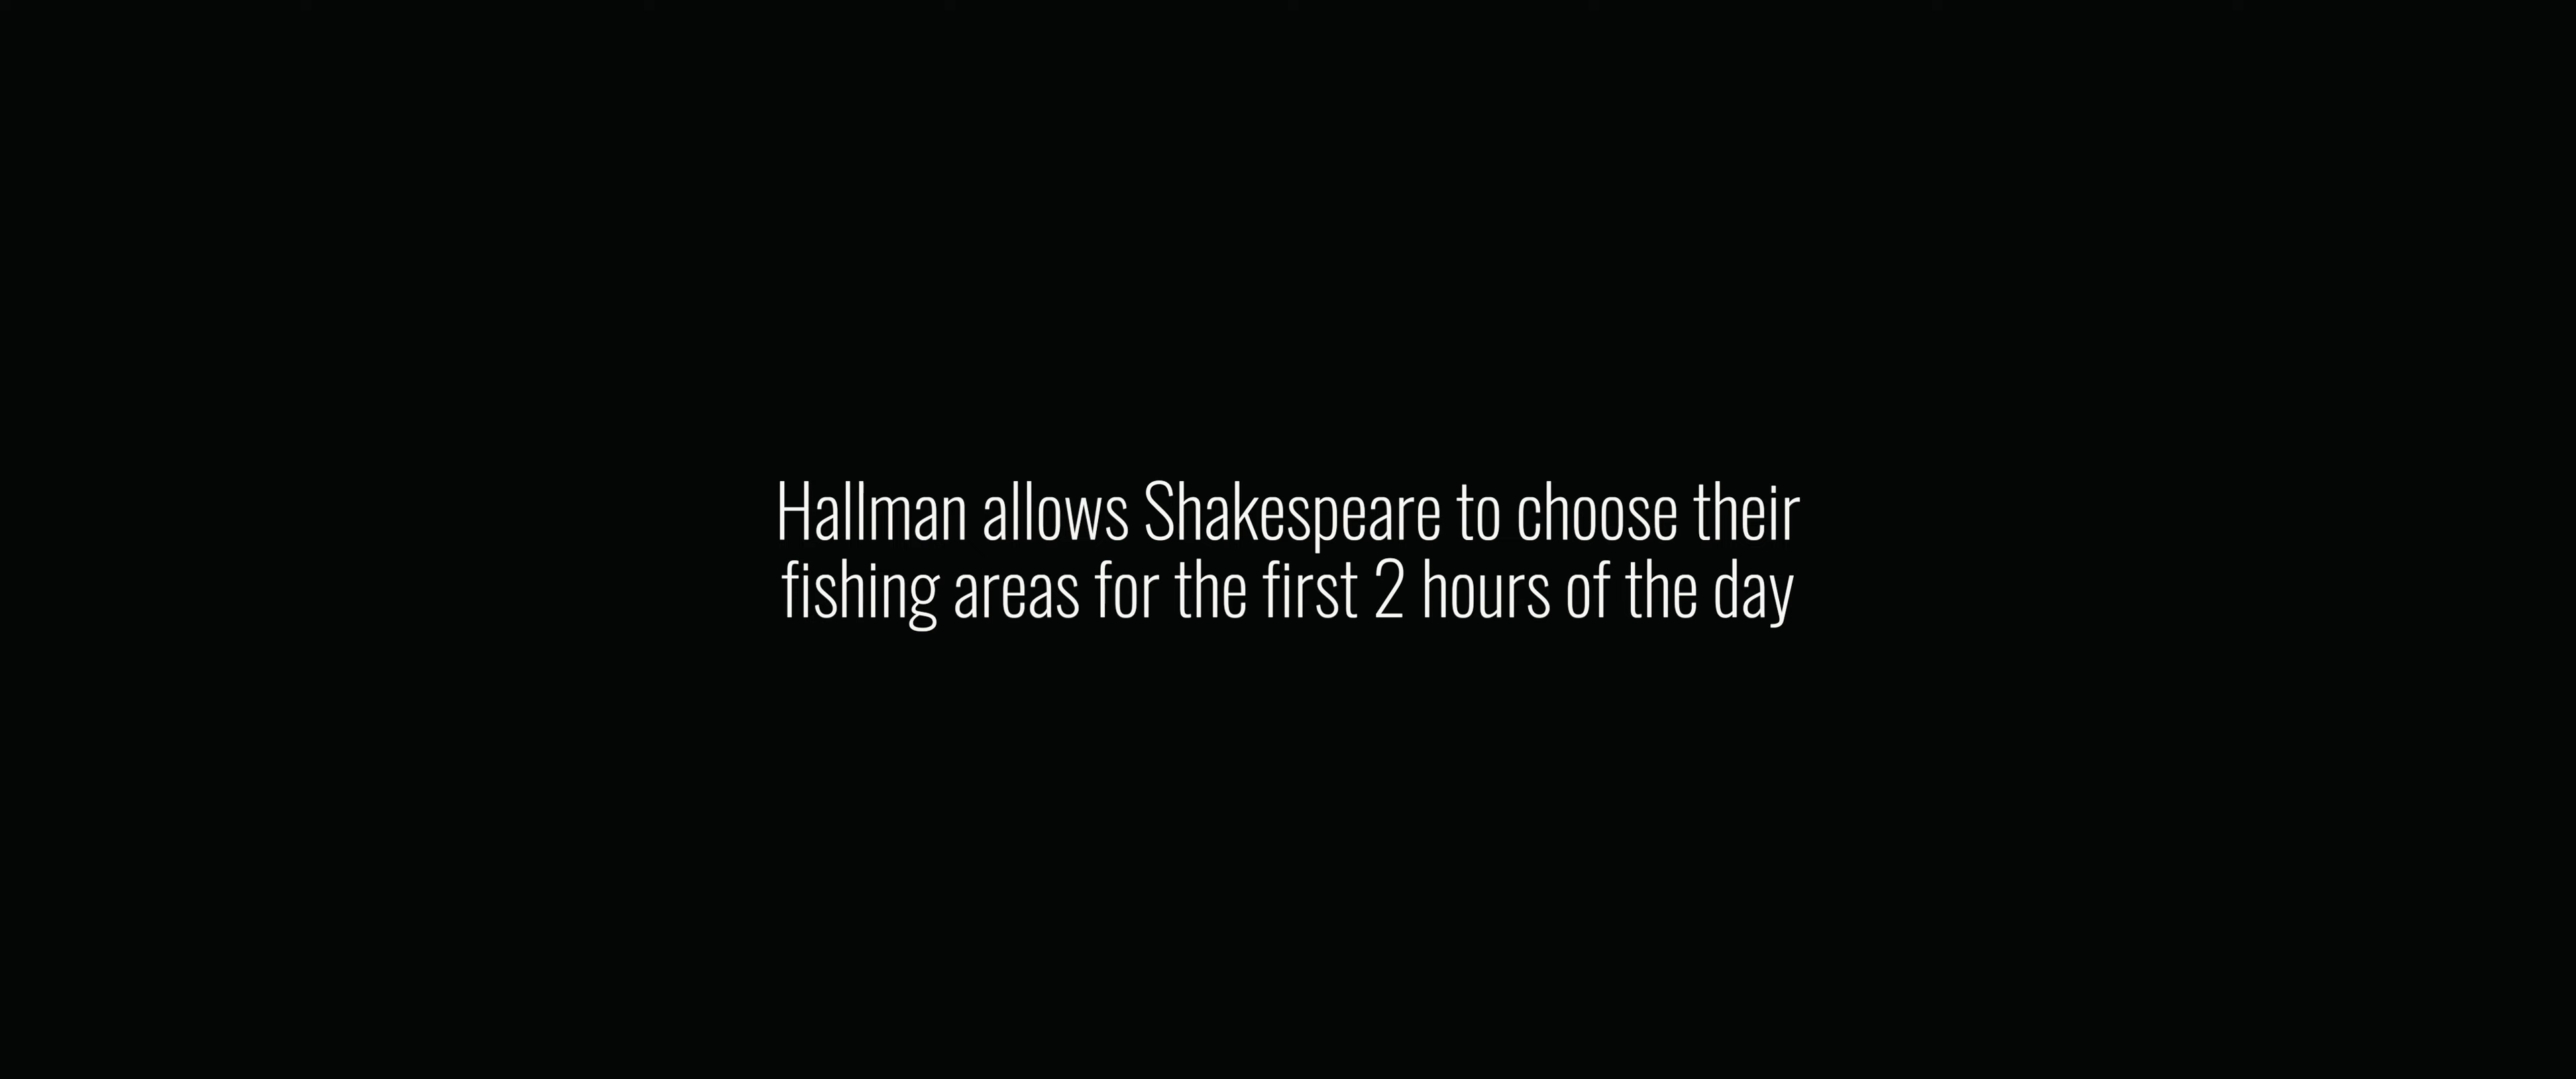 Hallman allows Shakespeare to choose their
fishing areas for the first 2 hours of the day